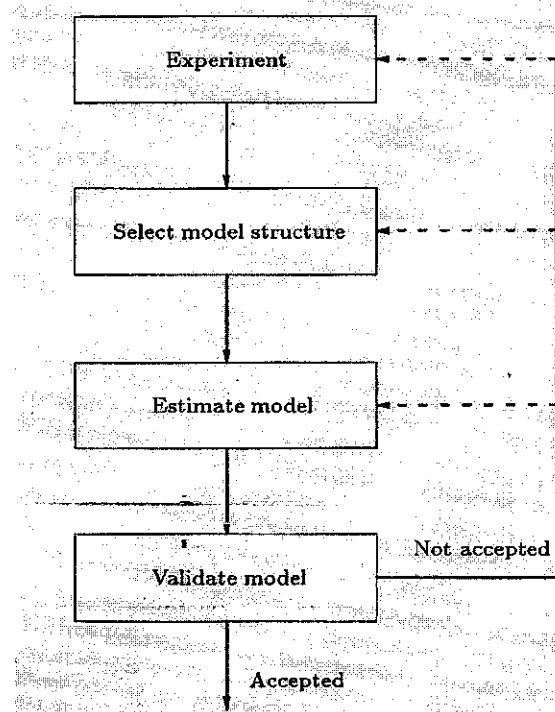 Experiment
Select model structure
Estimate model
Not accepted
Validate model
Accepted